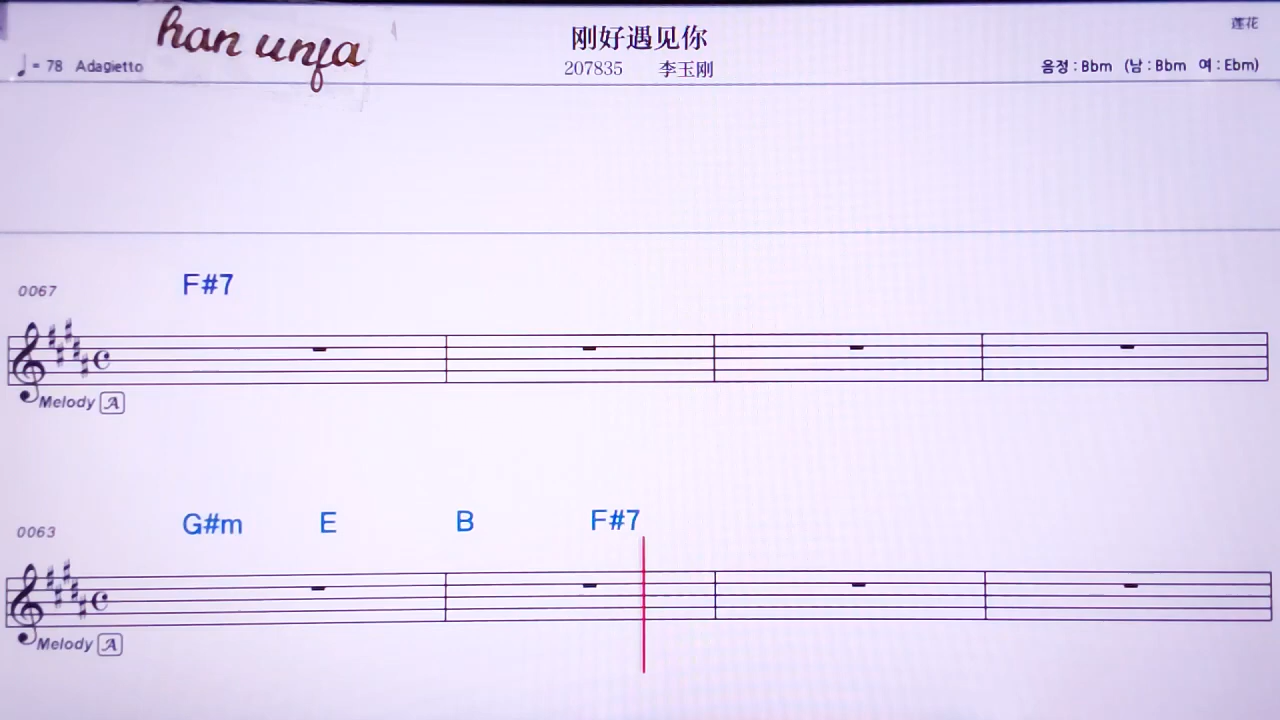 han unfa
刚好遇见你
莲花
♩= 78 Adagietto
207835 李玉刚
음정 : Bbm (남 : Bbm 여 : Ebm)
0067 F#7
Melody A
0063 G#m E B F#7
Melody A